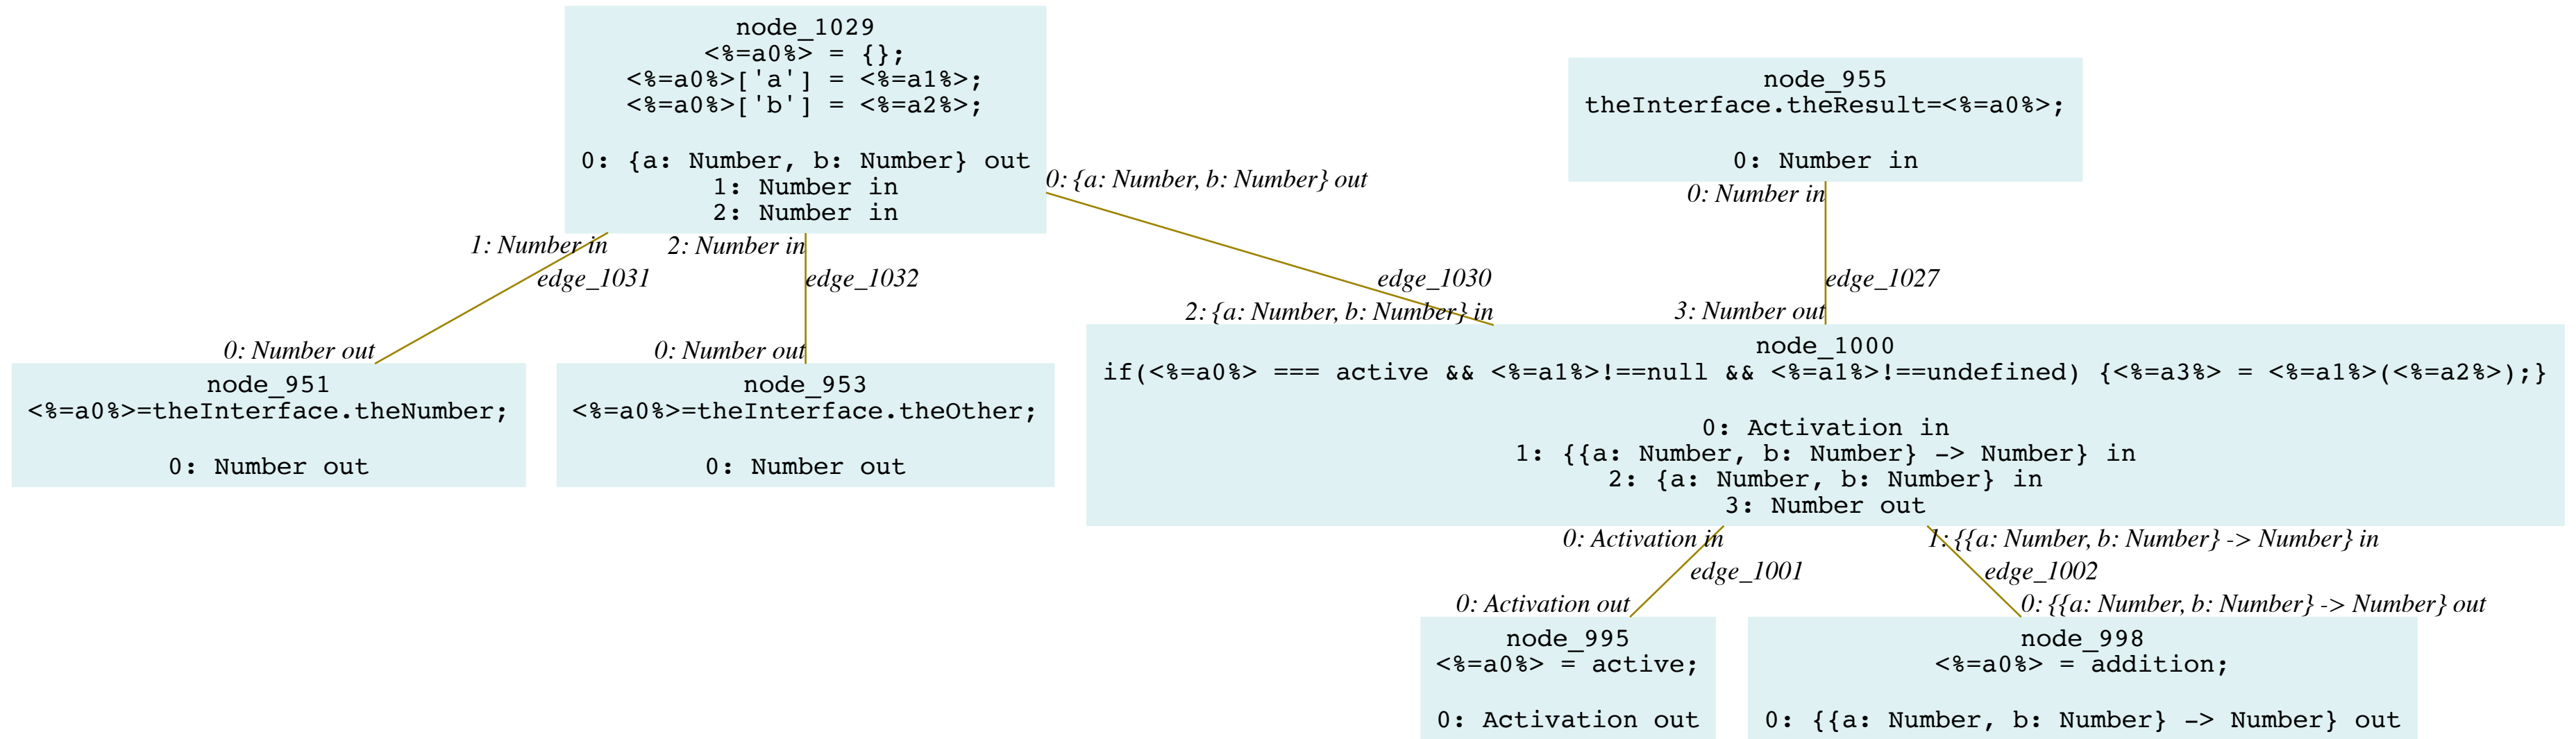 node_1029
<%=a0%> = {};
<%=a0%>['a'] = <%=a1%>;
<%=a0%>['b'] = <%=a2%>;
0: {a: Number, b: Number} out
1: Number in
2: Number in
node_955
theInterface.theResult=<%=a0%>;
0: Number in
0: {a: Number, b: Number} out
0: Number in
1: Number in
2: Number in
edge_1031
edge_1032
edge_1030
edge_1027
2: {a: Number, b: Number} in
3: Number out
0: Number out
0: Number out
node_951
<%=a0%>=theInterface.theNumber;
0: Number out
node_953
<%=a0%>=theInterface.theOther;
0: Number out
node_1000
if(<%=a0%> === active && <%=a1%>!==null && <%=a1%>!==undefined) {<%=a3%> = <%=a1%>(<%=a2%>);}
0: Activation in
1: {{a: Number, b: Number} -> Number} in
2: {a: Number, b: Number} in
3: Number out
0: Activation in
1: {{a: Number, b: Number} -> Number} in
edge_1001
edge_1002
0: Activation out
0: {{a: Number, b: Number} -> Number} out
node_995
<%=a0%> = active;
0: Activation out
node_998
<%=a0%> = addition;
0: {{a: Number, b: Number} -> Number} out